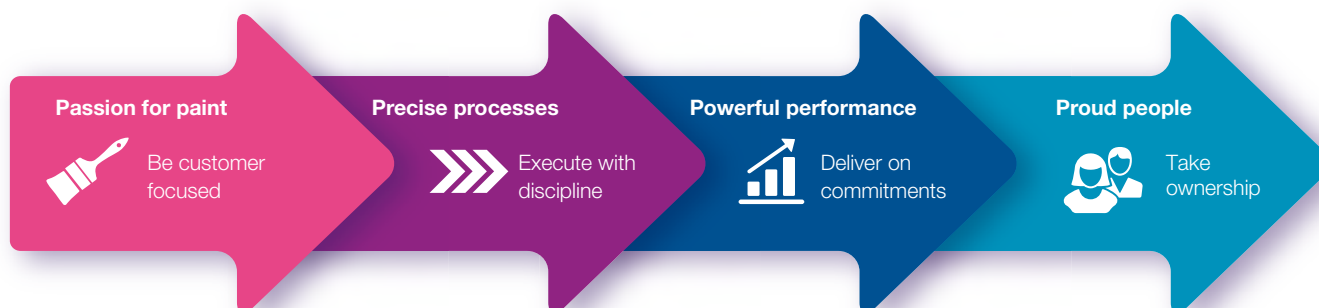 Passion for paint
Be customer
focused
Precise processes
Execute with
discipline
Powerful performance
Deliver on
commitments
Proud people
Take
ownership